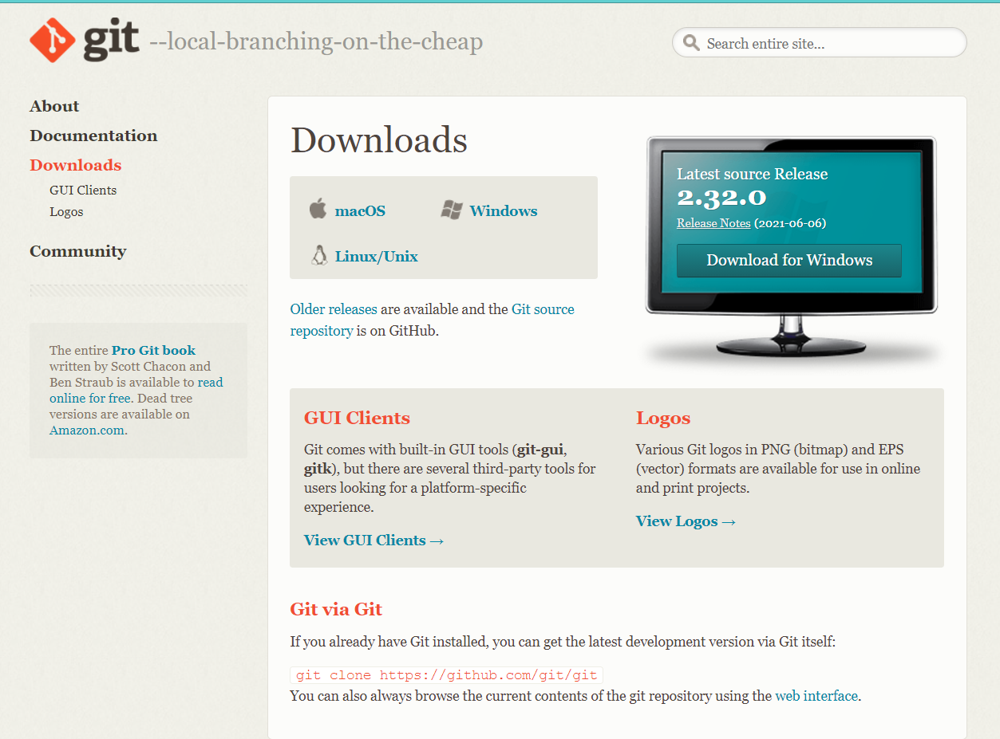 git --local-branching-on-the-cheap
Search entire site...
About
Documentation
Downloads
GUI Clients
Logos
Community
The entire Pro Git book
written by Scott Chacon and
Ben Straub is available to read
online for free. Dead tree
versions are available on
Amazon.com.
Downloads
macOS
Windows
Linux/Unix
Older releases are available and the Git source
repository is on GitHub.
Latest source Release
2.32.0
Release Notes (2021-06-06)
Download for Windows
GUI Clients
Git comes with built-in GUI tools (git-gui,
gitk), but there are several third-party tools for
users looking for a platform-specific
experience.
View GUI Clients →
Logos
Various Git logos in PNG (bitmap) and EPS
(vector) formats are available for use in online
and print projects.
View Logos →
Git via Git
If you already have Git installed, you can get the latest development version via Git itself:
git clone https://github.com/git/git
You can also always browse the current contents of the git repository using the web interface.